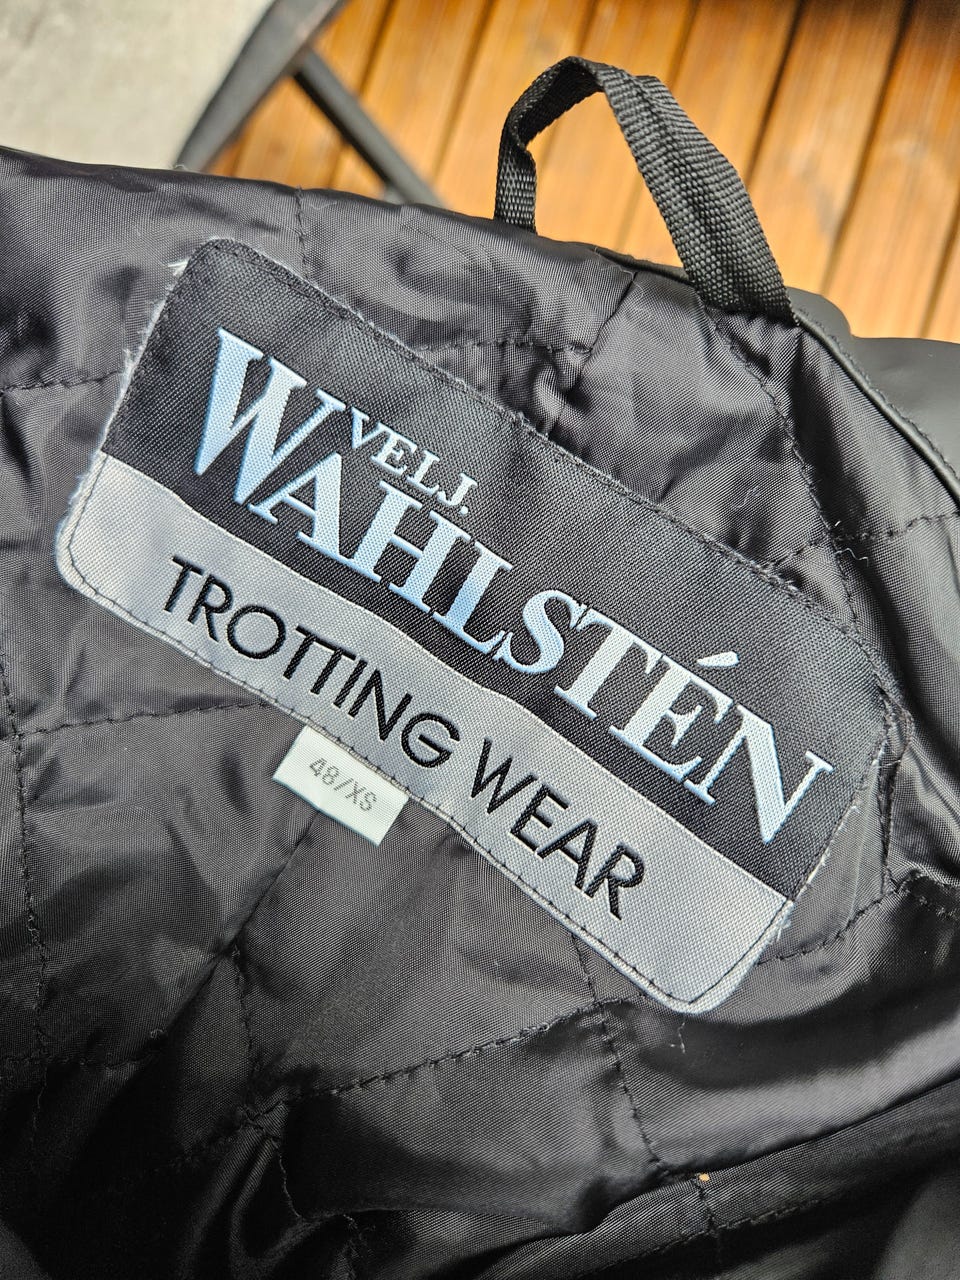 VELJ.
WAHLSTÉN
TROTTING WEAR
48/XS